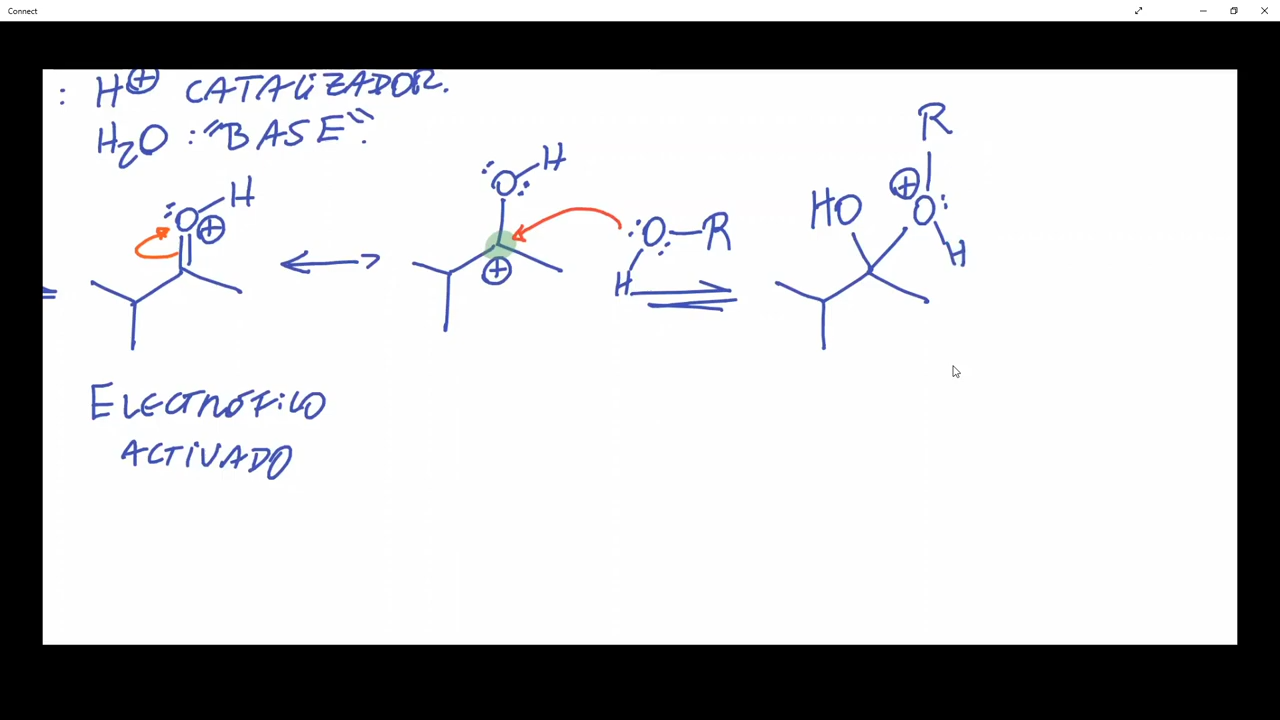 Connect
: H⊕ CATALIZADOR.
H₂O : "BASE".
R
H
H
O
⊕
HO
⊕
O
O
⊕
O — R
H
⊕
H
ELECTRÓFILO
ACTIVADO